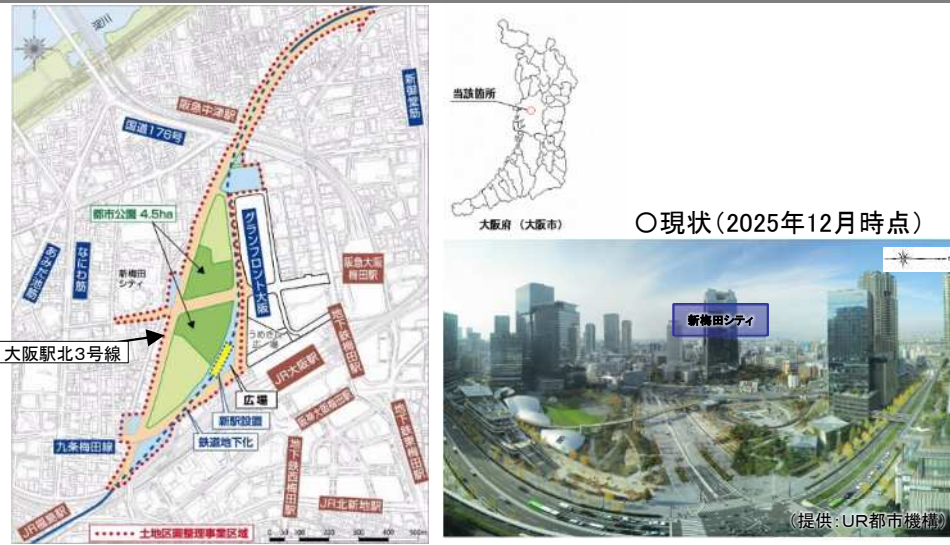 淀川
新御堂筋
阪急中津駅
国道176号
都市公園 4.5ha
グランフロント大阪
あみだ池筋
なにわ筋
新梅田
シティ
阪急大阪
梅田駅
地下鉄梅田駅
大阪駅北3号線
うめきた
広場
JR大阪駅
広場
新駅設置
阪神大阪梅田駅
鉄道地下化
九条梅田線
地下鉄西梅田駅
地下鉄東梅田駅
JR北新地駅
JR福島駅
土地区画整理事業区域
0 50 100 200 300 400 500m
当該箇所
大阪府 (大阪市)
○現状(2025年12月時点)
新梅田シティ
(提供:UR都市機構)